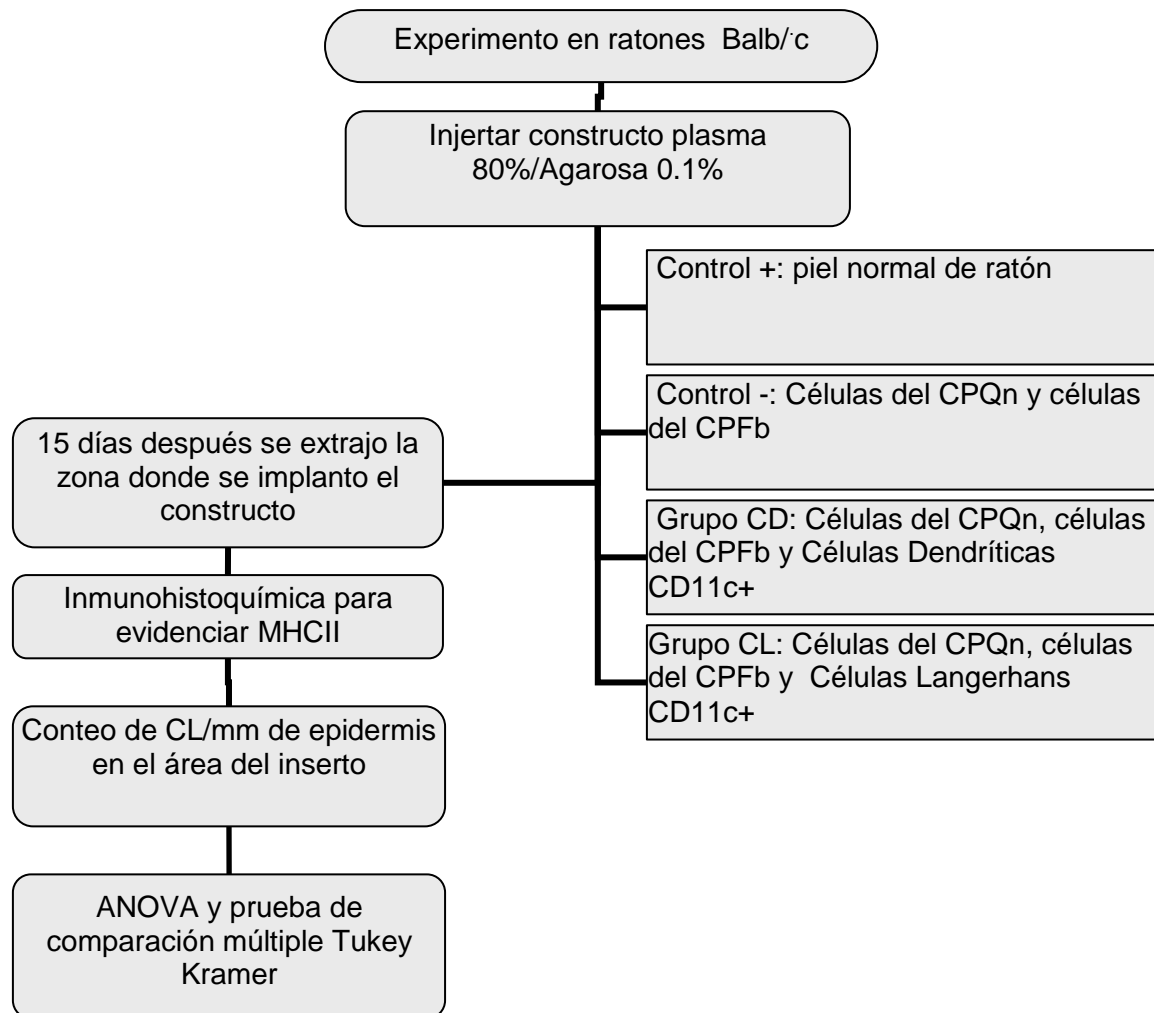 Experimento en ratones Balb/c
Injertar constructo plasma
80%/Agarosa 0.1%
Control +: piel normal de ratón
Control -: Células del CPQn y células
del CPFb
Grupo CD: Células del CPQn, células
del CPFb y Células Dendríticas
CD11c+
Grupo CL: Células del CPQn, células
del CPFb y Células Langerhans
CD11c+
15 días después se extrajo la
zona donde se implanto el
constructo
Inmunohistoquímica para
evidenciar MHCII
Conteo de CL/mm de epidermis
en el área del inserto
ANOVA y prueba de
comparación múltiple Tukey
Kramer